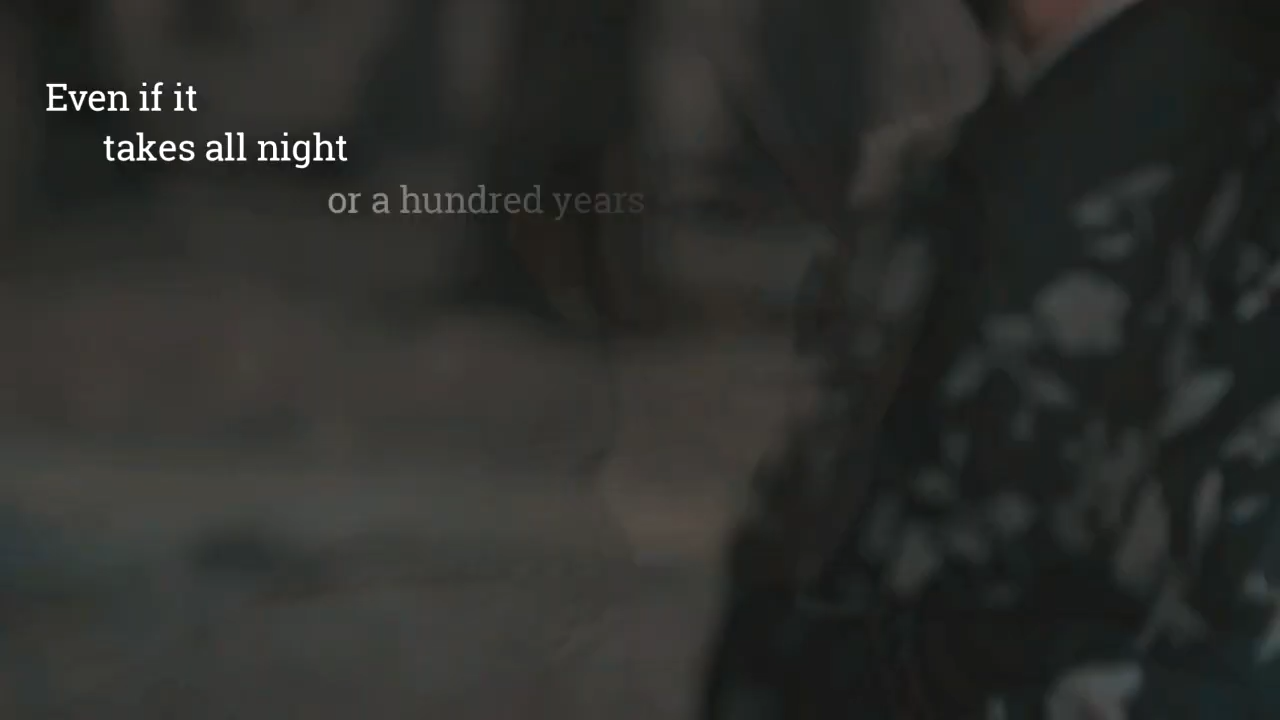 Even if it
takes all night
or a hundred years